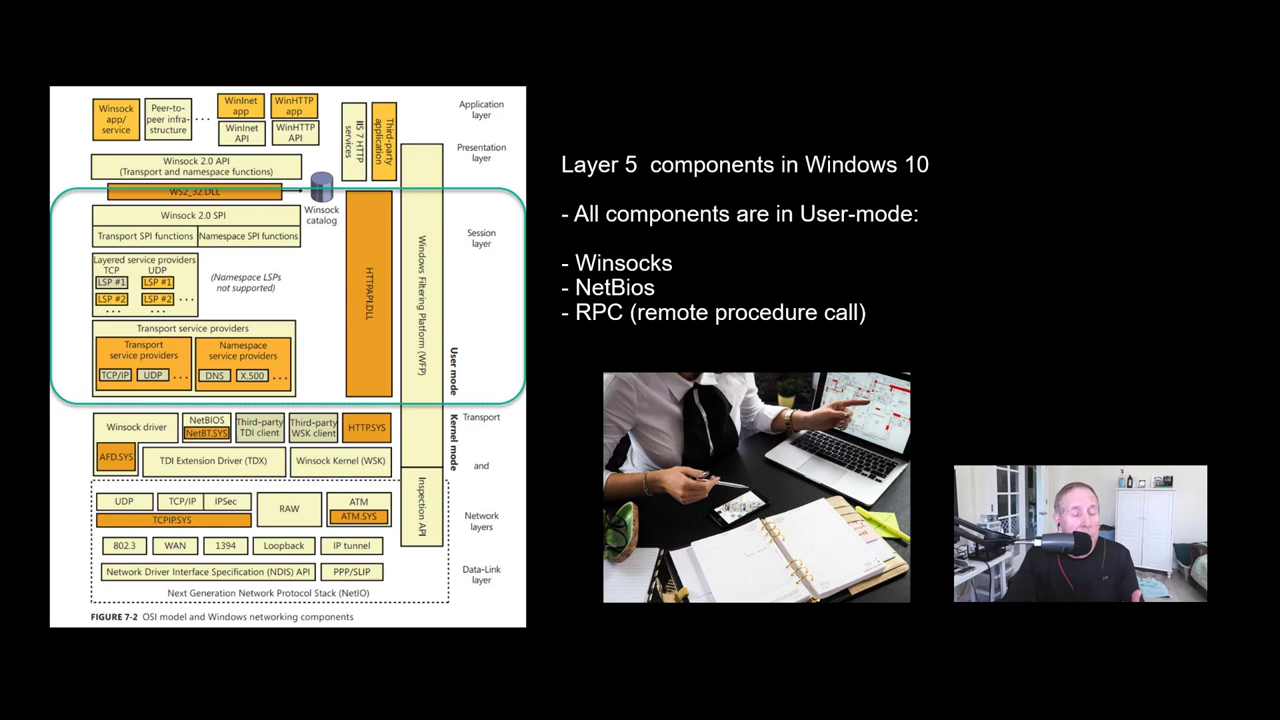 Winsock
app/
service
Peer-to-
peer infra-
structure
...
WinInet
app
WinHTTP
app
WinInet
API
WinHTTP
API
IIS 7 HTTP
services
Third-party
application
Application
layer
Presentation
layer
Winsock 2.0 API
(Transport and namespace functions)
WS2_32.DLL
Winsock
catalog
Winsock 2.0 SPI
Transport SPI functions
Namespace SPI functions
Session
layer
Layered service providers
TCP
UDP
LSP #1
LSP #1
LSP #2
LSP #2
...
...
...
(Namespace LSPs
not supported)
HTTPAPI.DLL
Windows Filtering Platform (WFP)
Transport service providers
Transport
service providers
Namespace
service providers
TCP/IP
UDP
...
DNS
X.500
...
User mode
Kernel mode
Winsock driver
NetBIOS
NetBT.SYS
Third-party
TDI client
Third-party
WSK client
HTTP.SYS
Transport
AFD.SYS
TDI Extension Driver (TDX)
Winsock Kernel (WSK)
and
Inspection API
UDP
TCP/IP
IPSec
TCPIP.SYS
RAW
ATM
ATM.SYS
Network
layers
802.3
WAN
1394
Loopback
IP tunnel
Network Driver Interface Specification (NDIS) API
PPP/SLIP
Data-Link
layer
Next Generation Network Protocol Stack (NetIO)
FIGURE 7-2 OSI model and Windows networking components
Layer 5 components in Windows 10
- All components are in User-mode:
- Winsocks
- NetBios
- RPC (remote procedure call)